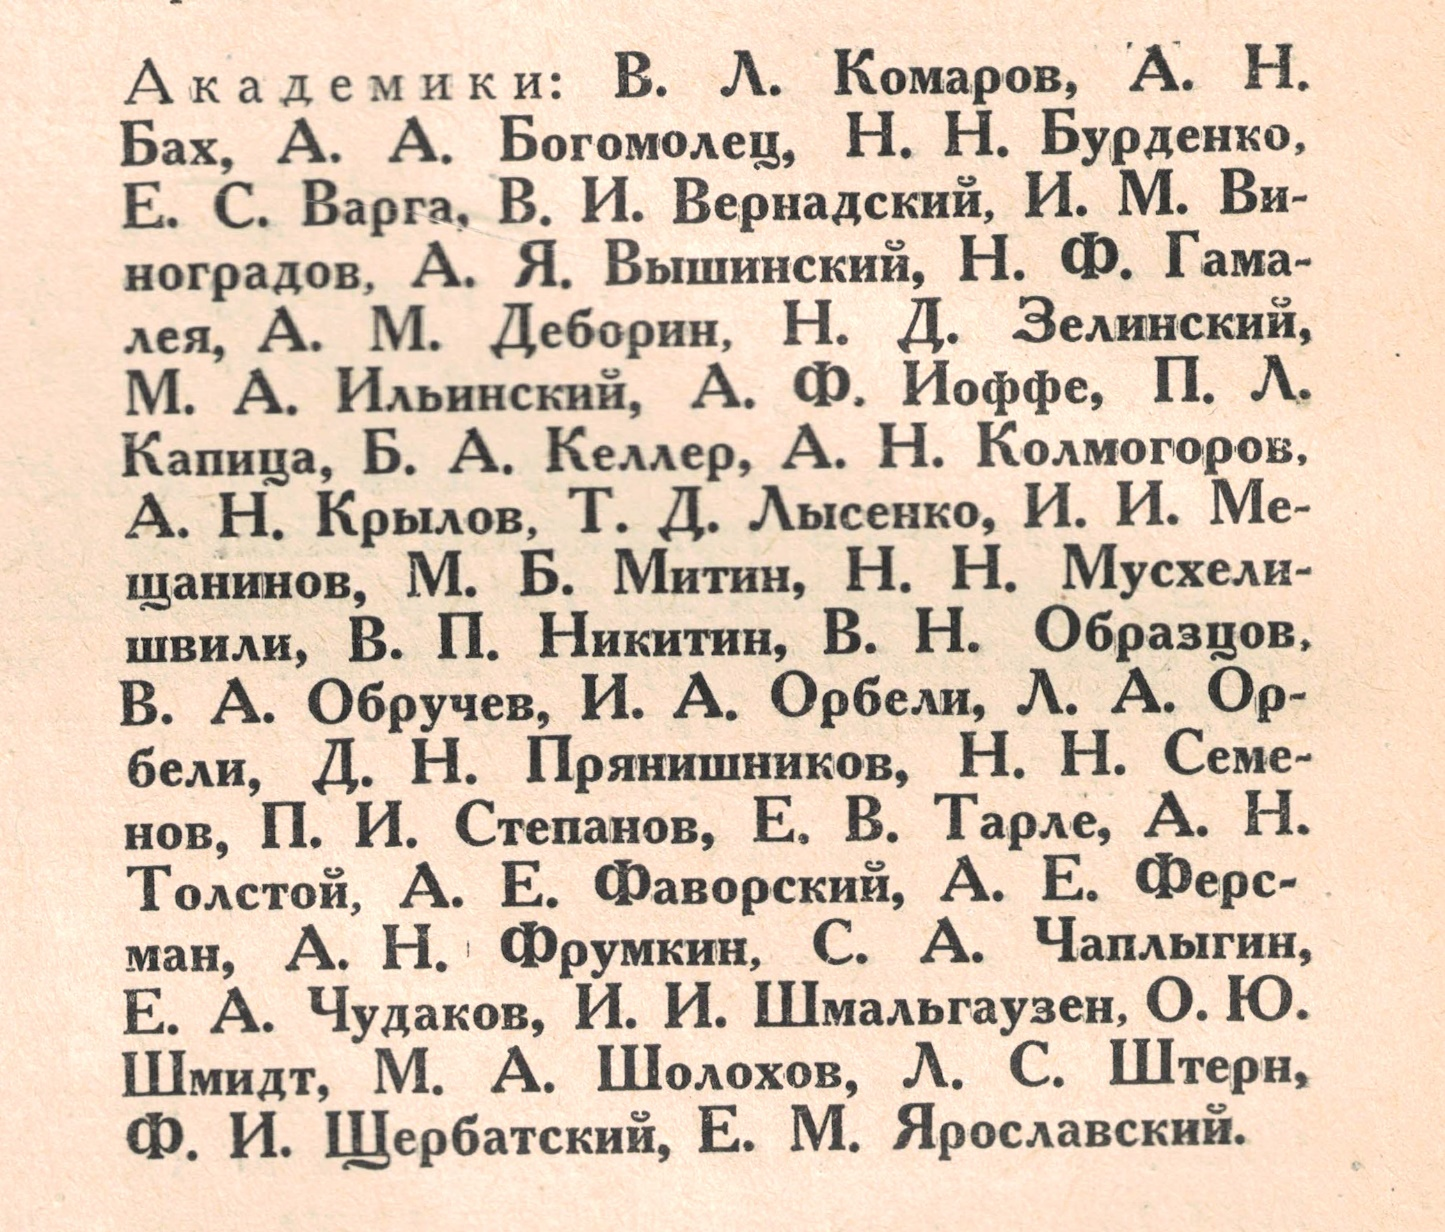 Академики: В. Л. Комаров, А. Н.
Бах, А. А. Богомолец, Н. Н. Бурденко,
Е. С. Варга, В. И. Вернадский, И. М. Ви-
ноградов, А. Я. Вышинский, Н. Ф. Гама-
лея, А. М. Деборин, Н. Д. Зелинский,
М. А. Ильинский, А. Ф. Иоффе, П. Л.
Капица, Б. А. Келлер, А. Н. Колмогоров,
А. Н. Крылов, Т. Д. Лысенко, И. И. Ме-
щанинов, М. Б. Митин, Н. Н. Мусхели-
швили, В. П. Никитин, В. Н. Образцов,
В. А. Обручев, И. А. Орбели, Л. А. Ор-
бели, Д. Н. Прянишников, Н. Н. Семе-
нов, П. И. Степанов, Е. В. Тарле, А. Н.
Толстой, А. Е. Фаворский, А. Е. Ферс-
ман, А. Н. Фрумкин, С. А. Чаплыгин,
Е. А. Чудаков, И. И. Шмальгаузен, О. Ю.
Шмидт, М. А. Шолохов, Л. С. Штерн,
Ф. И. Щербатский, Е. М. Ярославский.